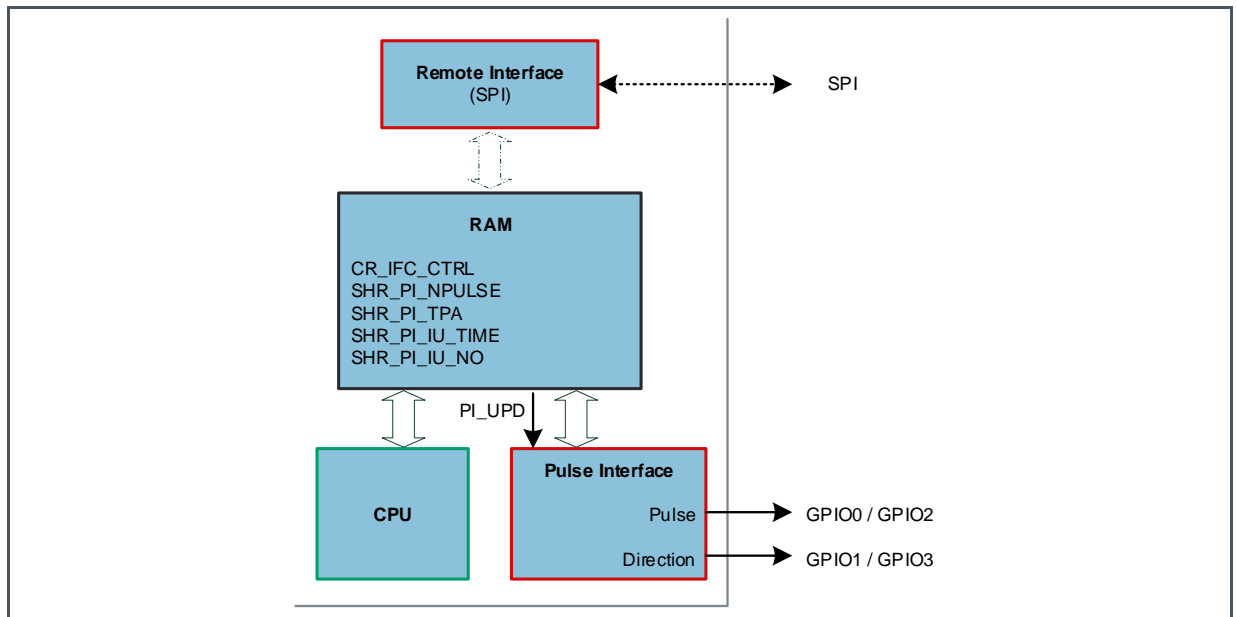 Remote Interface
(SPI)
SPI
RAM
CR_IFC_CTRL
SHR_PI_NPULSE
SHR_PI_TPA
SHR_PI_IU_TIME
SHR_PI_IU_NO
PI_UPD
CPU
Pulse Interface
Pulse
GPIO0 / GPIO2
Direction
GPIO1 / GPIO3